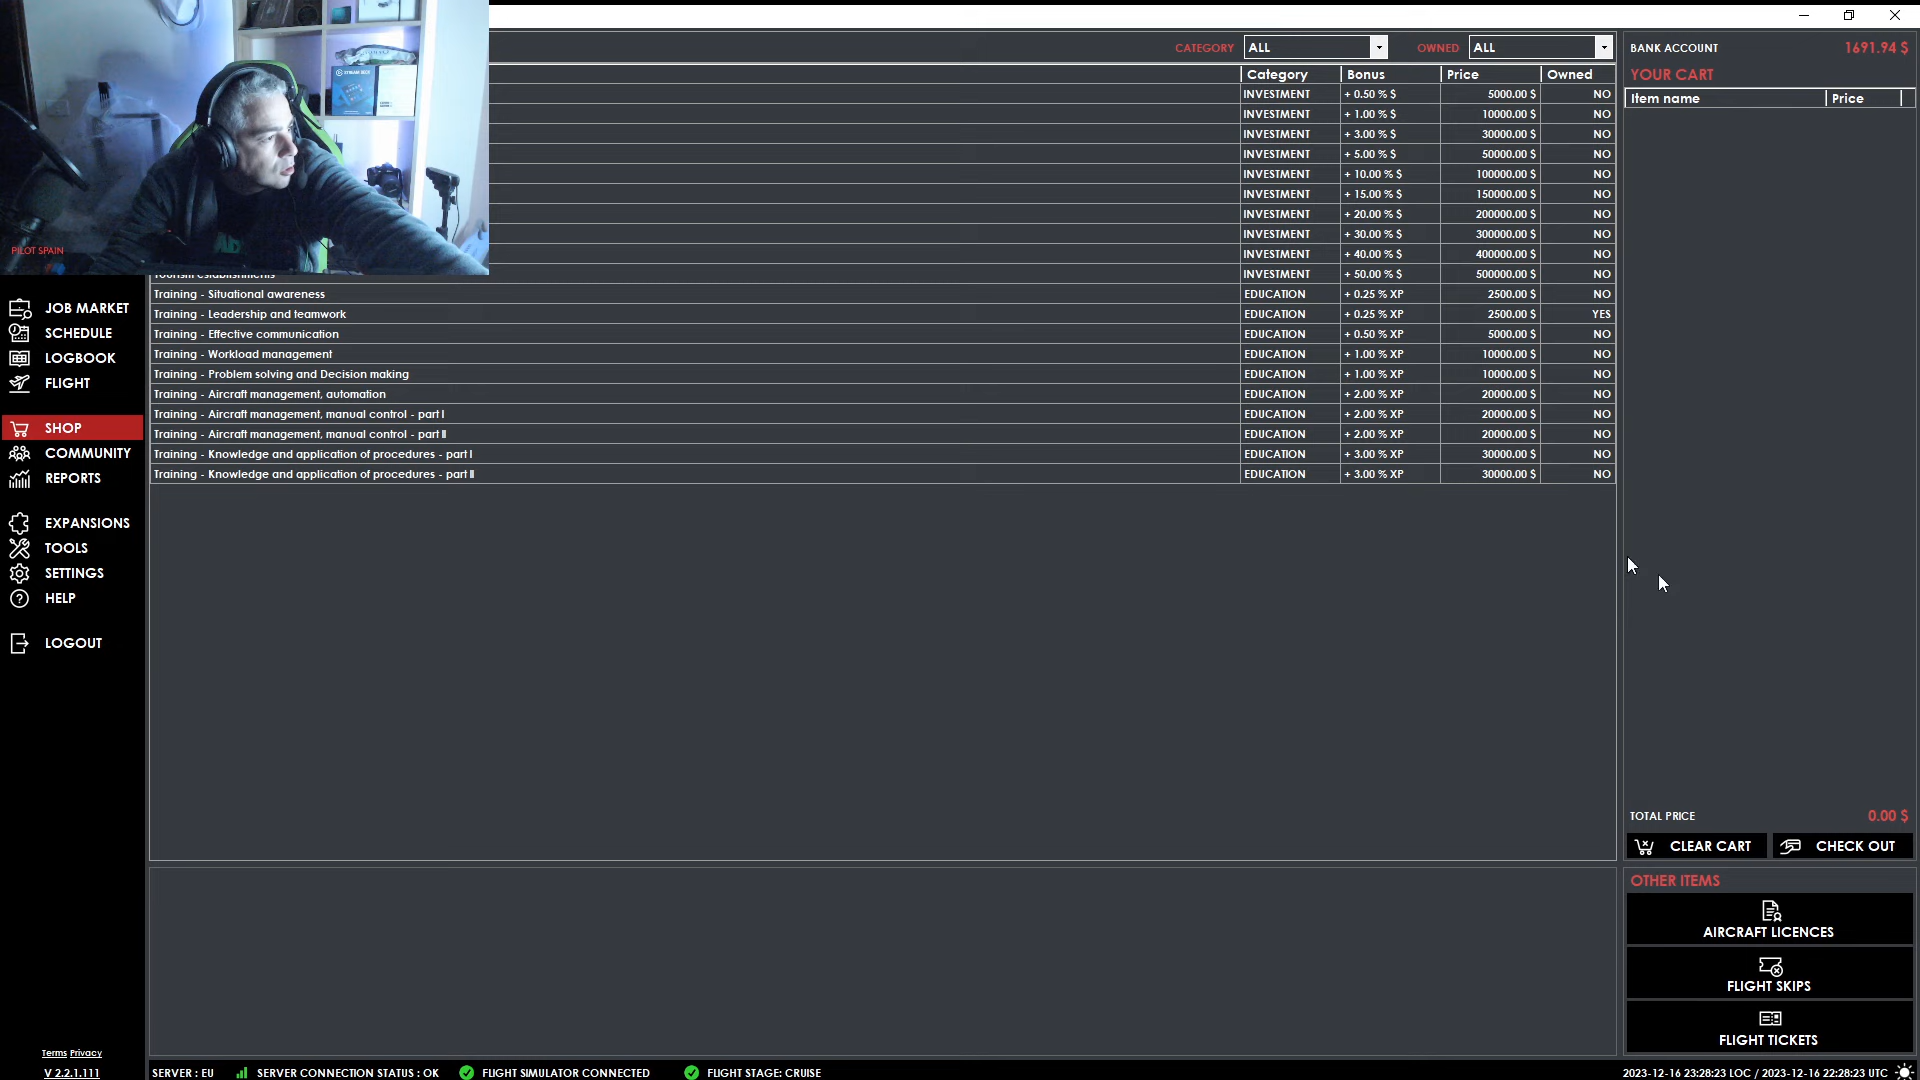 CATEGORY ALL OWNED ALL
BANK ACCOUNT 1691.94 $
YOUR CART
Item name Price
Category Bonus Price Owned
INVESTMENT + 0.50 % $ 5000.00 $ NO
INVESTMENT + 1.00 % $ 10000.00 $ NO
INVESTMENT + 3.00 % $ 30000.00 $ NO
INVESTMENT + 5.00 % $ 50000.00 $ NO
INVESTMENT + 10.00 % $ 100000.00 $ NO
INVESTMENT + 15.00 % $ 150000.00 $ NO
INVESTMENT + 20.00 % $ 200000.00 $ NO
INVESTMENT + 30.00 % $ 300000.00 $ NO
INVESTMENT + 40.00 % $ 400000.00 $ NO
Tourism establishments INVESTMENT + 50.00 % $ 500000.00 $ NO
Training - Situational awareness EDUCATION + 0.25 % XP 2500.00 $ NO
Training - Leadership and teamwork EDUCATION + 0.25 % XP 2500.00 $ YES
Training - Effective communication EDUCATION + 0.50 % XP 5000.00 $ NO
Training - Workload management EDUCATION + 1.00 % XP 10000.00 $ NO
Training - Problem solving and Decision making EDUCATION + 1.00 % XP 10000.00 $ NO
Training - Aircraft management, automation EDUCATION + 2.00 % XP 20000.00 $ NO
Training - Aircraft management, manual control - part I EDUCATION + 2.00 % XP 20000.00 $ NO
Training - Aircraft management, manual control - part II EDUCATION + 2.00 % XP 20000.00 $ NO
Training - Knowledge and application of procedures - part I EDUCATION + 3.00 % XP 30000.00 $ NO
Training - Knowledge and application of procedures - part II EDUCATION + 3.00 % XP 30000.00 $ NO
STREAM DECK
PILOT SPAIN
JOB MARKET
SCHEDULE
LOGBOOK
FLIGHT
SHOP
COMMUNITY
REPORTS
EXPANSIONS
TOOLS
SETTINGS
HELP
LOGOUT
TOTAL PRICE 0.00 $
CLEAR CART CHECK OUT
OTHER ITEMS
AIRCRAFT LICENCES
FLIGHT SKIPS
FLIGHT TICKETS
Terms Privacy
V 2.2.1.111
SERVER : EU SERVER CONNECTION STATUS : OK FLIGHT SIMULATOR CONNECTED FLIGHT STAGE: CRUISE 2023-12-16 23:28:23 LOC / 2023-12-16 22:28:23 UTC